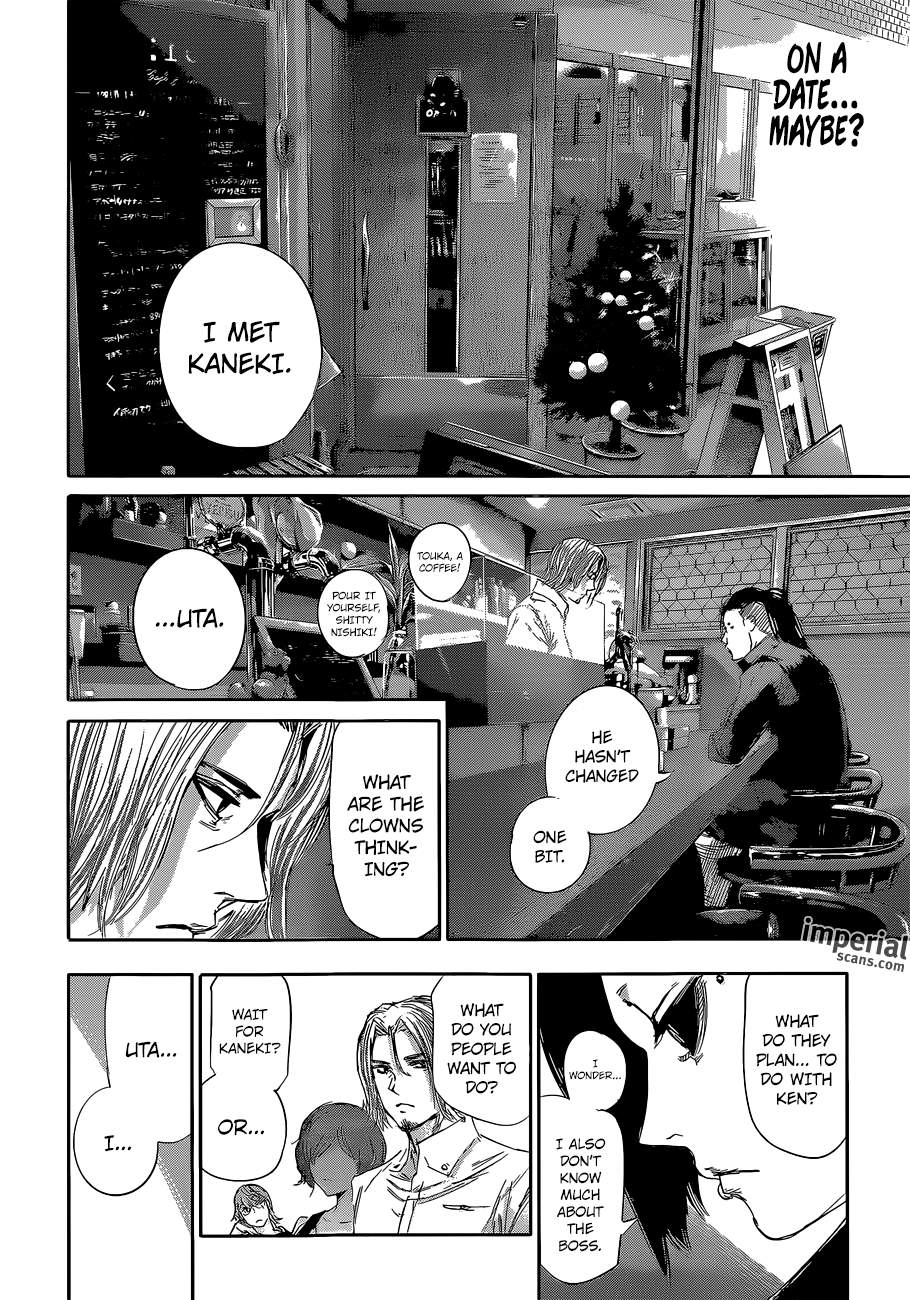 ON A
DATE...
MAYBE?
I MET
KANEKI.
TOUKA, A
COFFEE!
POUR IT
YOURSELF,
SHITTY
NISHIKI!
...UTA.
HE
HASN'T
CHANGED
ONE
BIT.
WHAT
ARE THE
CLOWNS
THINK-
ING?
imperial
scans.com
WHAT
DO THEY
PLAN... TO
DO WITH
KEN?
I
WONDER...
I ALSO
DON'T
KNOW
MUCH
ABOUT
THE
BOSS.
WHAT
DO YOU
PEOPLE
WANT TO
DO?
WAIT
FOR
KANEKI?
OR...
UTA...
I...